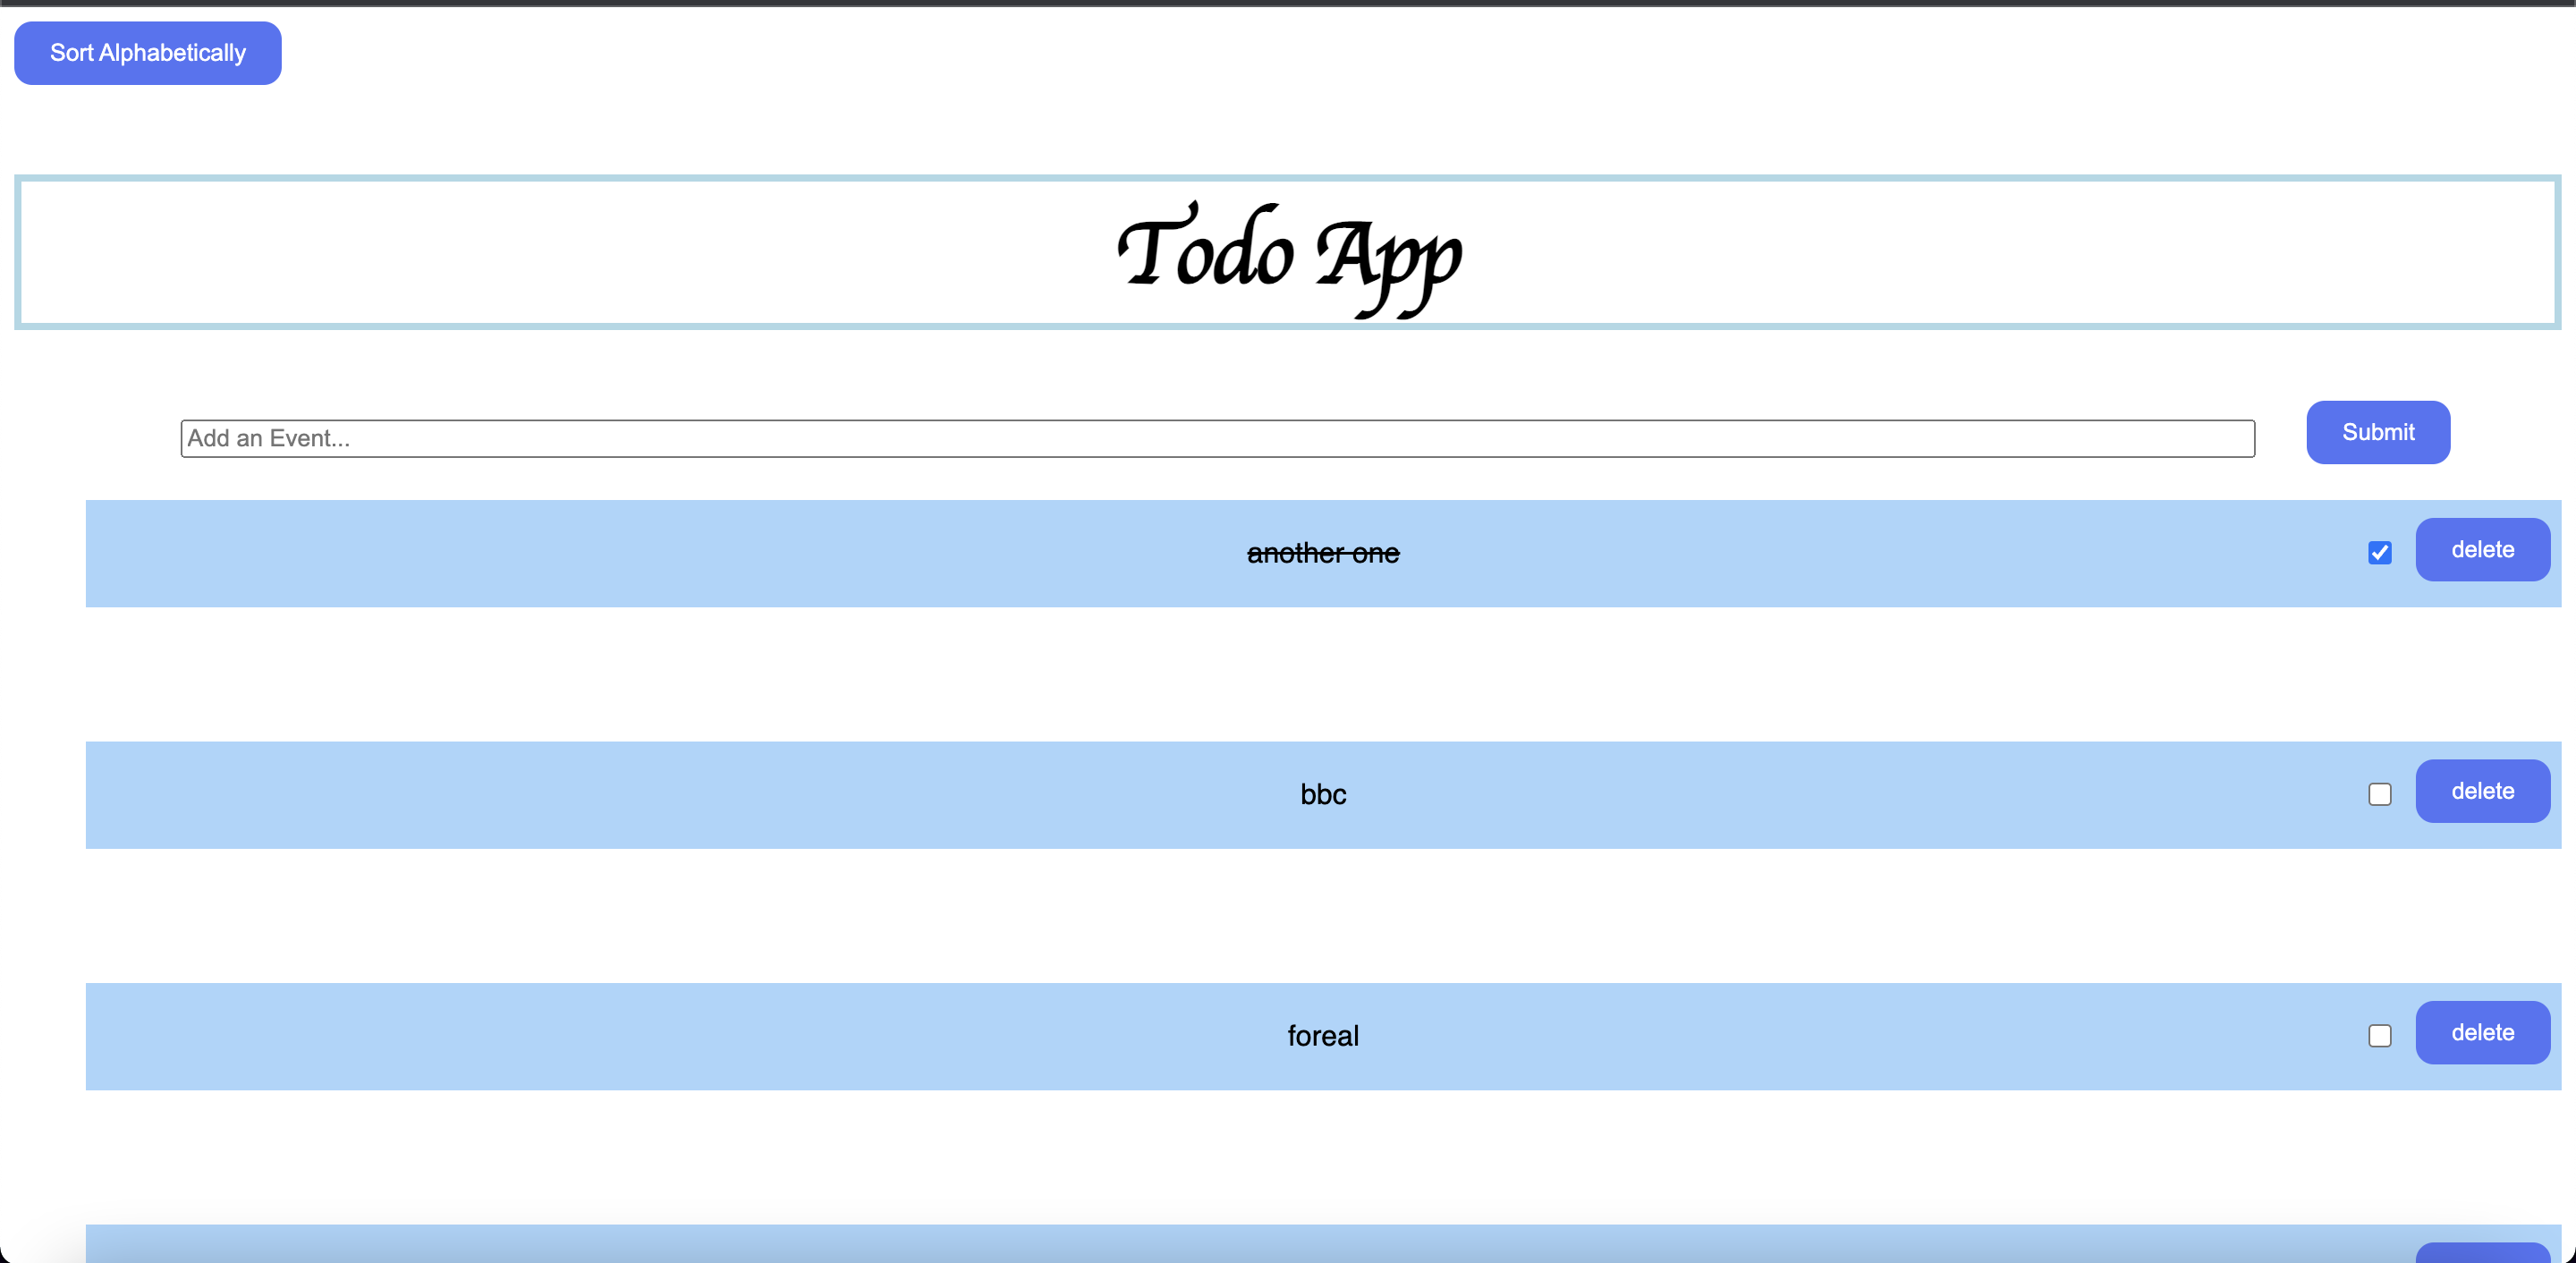 Sort Alphabetically
Todo App
Add an Event...
Submit
another one
delete
bbc
delete
foreal
delete